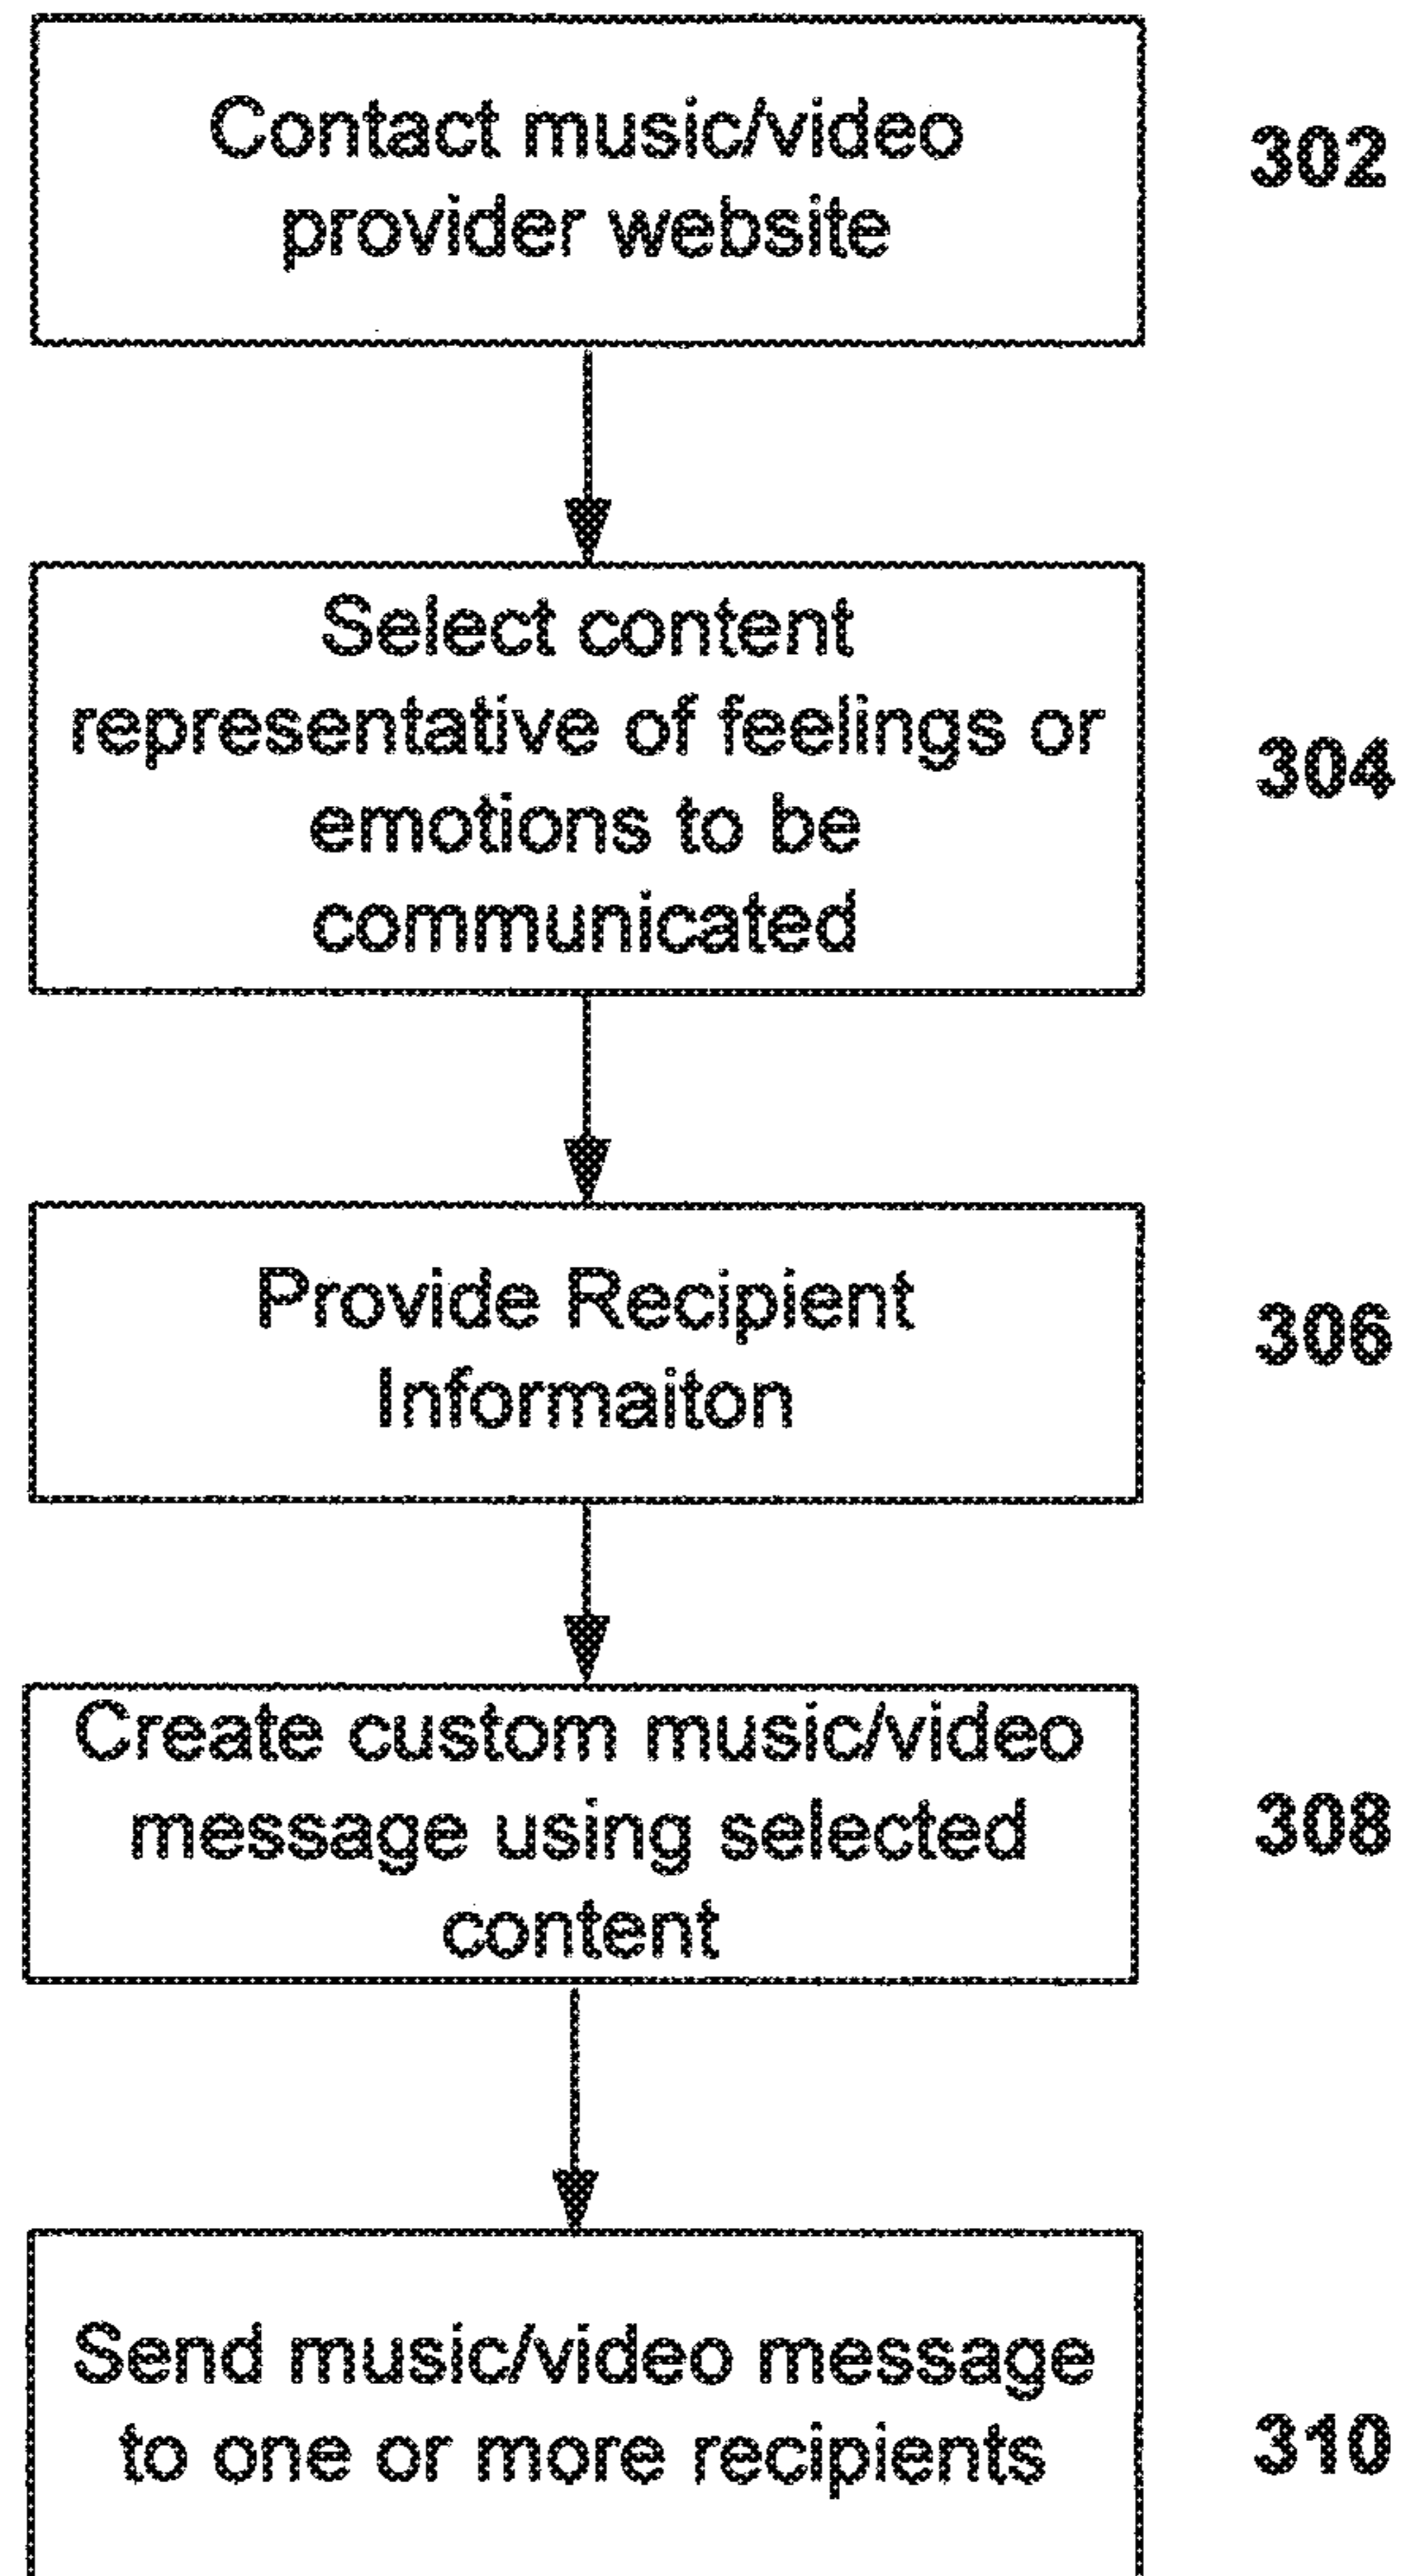 Contact music/video
provider website
302
Select content
representative of feelings or
emotions to be
communicated
304
Provide Recipient
Informaiton
306
Create custom music/video
message using selected
content
308
Send music/video message
to one or more recipients
310